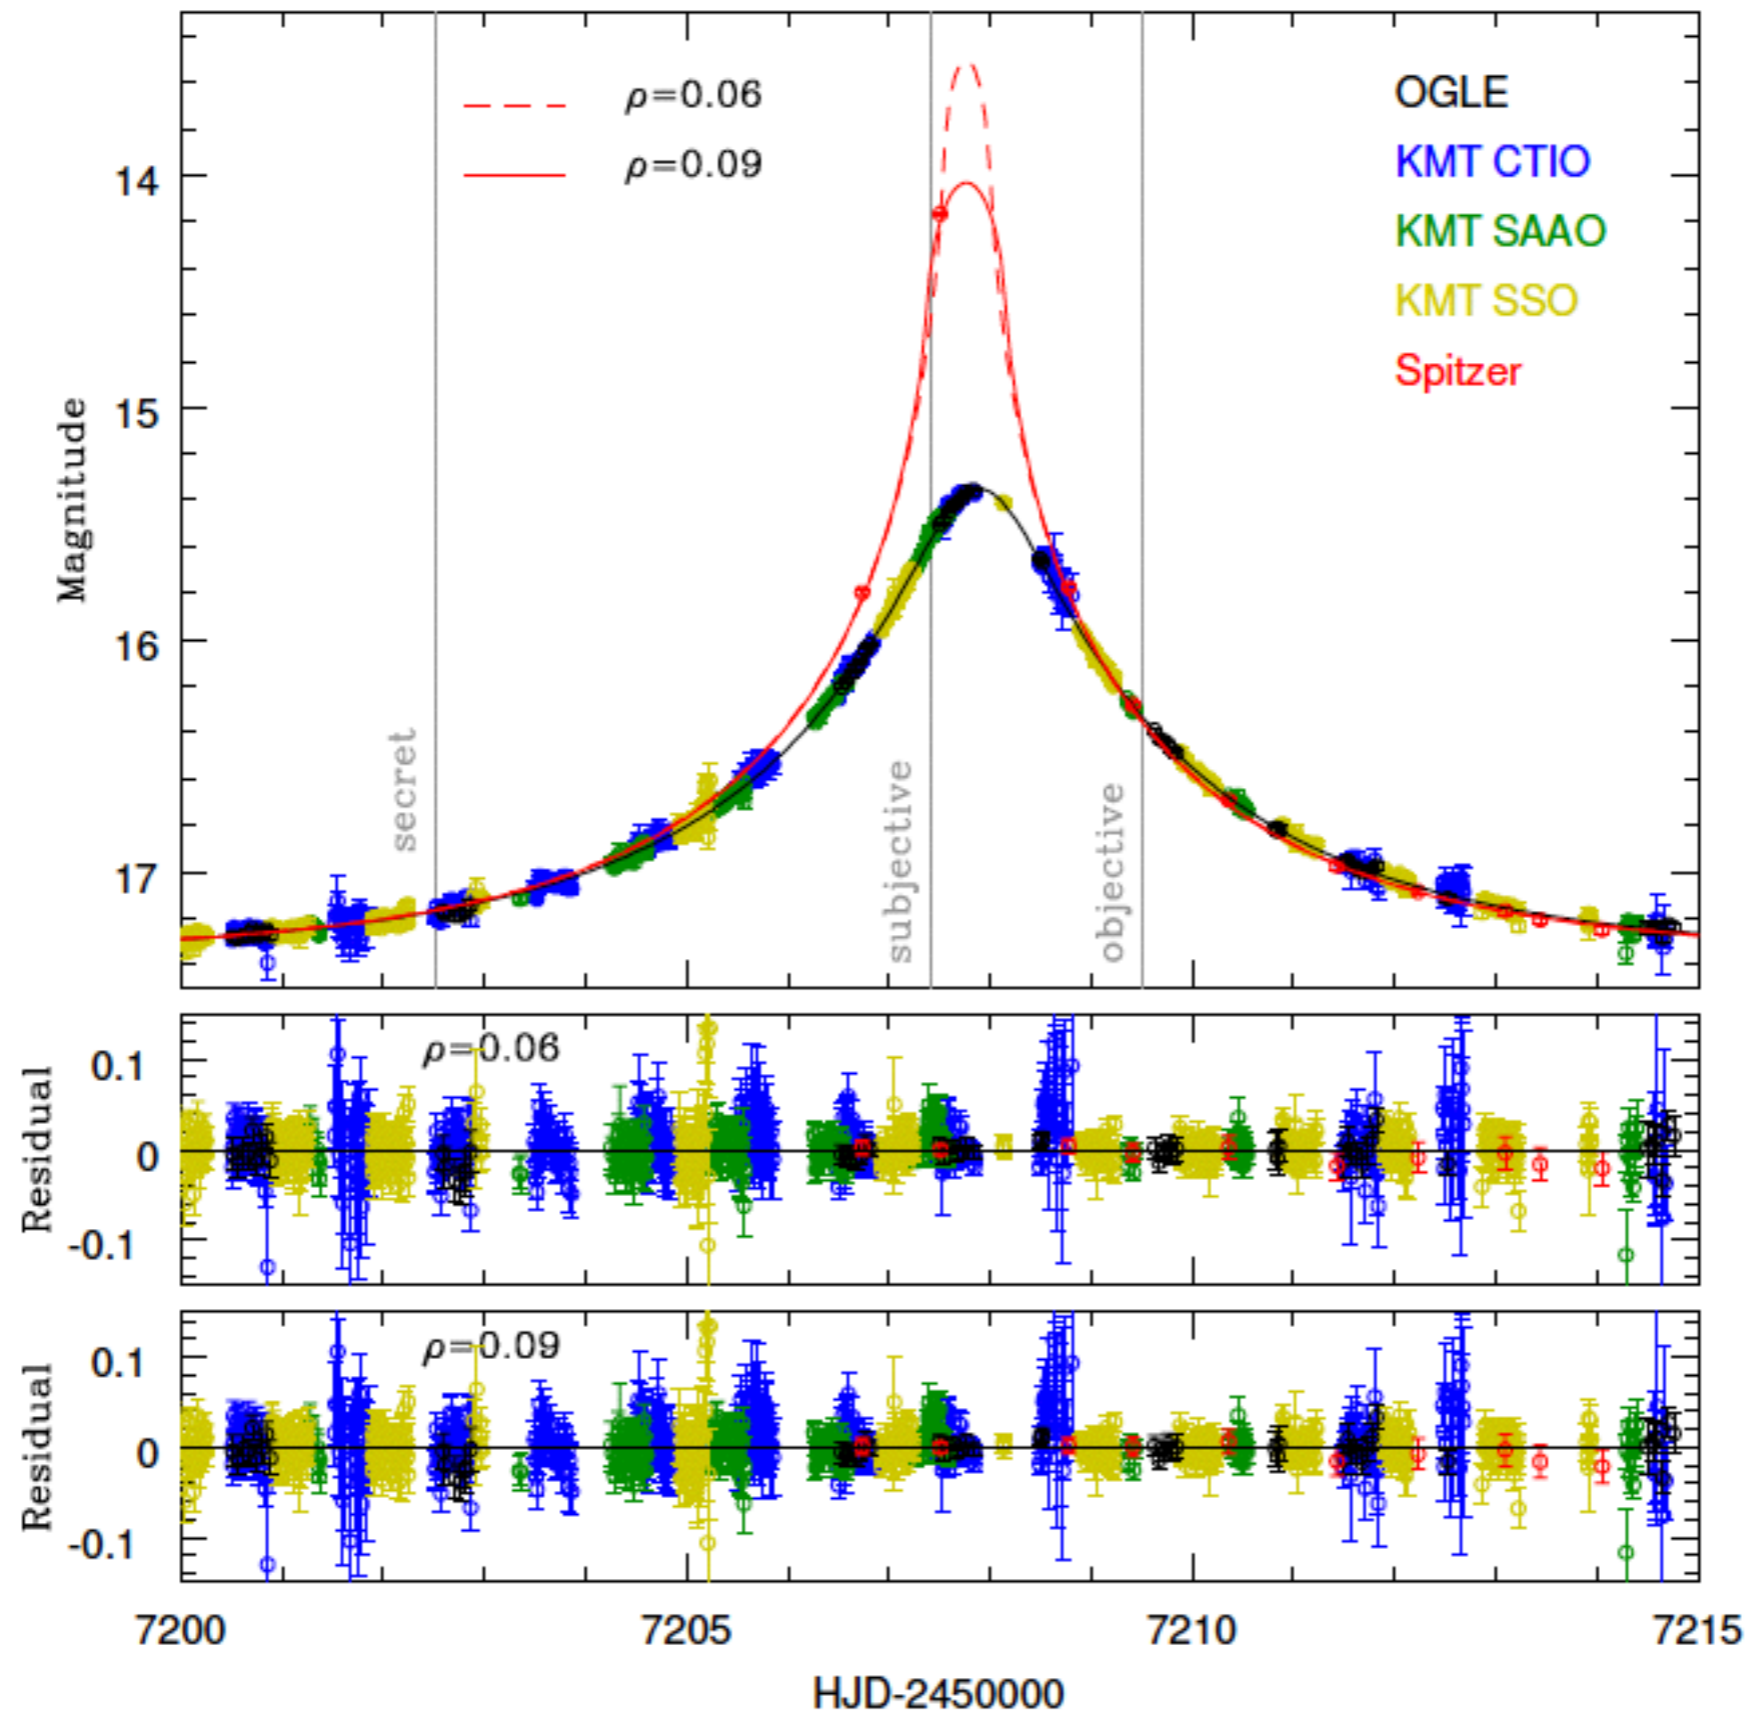 ρ=0.06
ρ=0.09
OGLE
KMT CTIO
KMT SAAO
KMT SSO
Spitzer
Magnitude
14
15
16
17
secret
subjective
objective
Residual
0.1
0
-0.1
ρ=0.06
Residual
0.1
0
-0.1
ρ=0.09
7200
7205
7210
7215
HJD-2450000